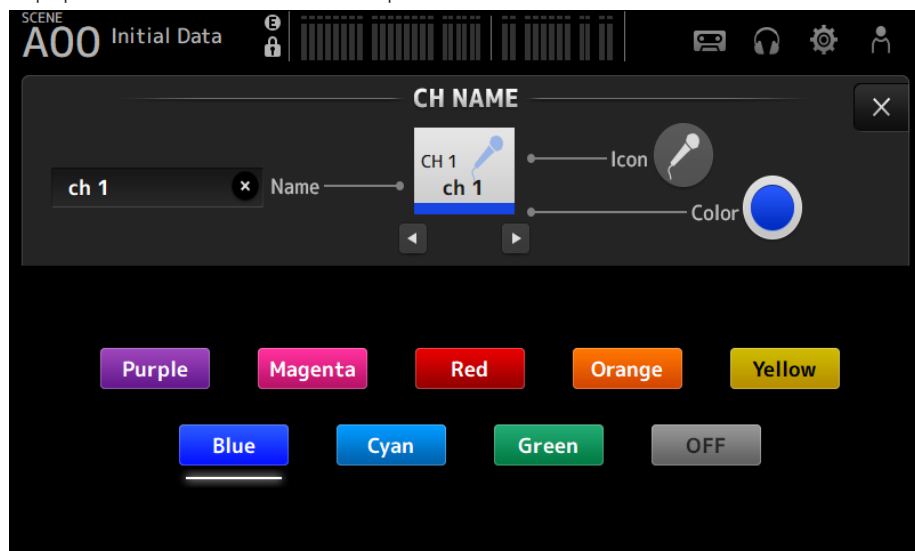 SCENE
A00 Initial Data
E
CH NAME
CH 1
ch 1
ch 1
Name
Icon
Color
Purple
Magenta
Red
Orange
Yellow
Blue
Cyan
Green
OFF